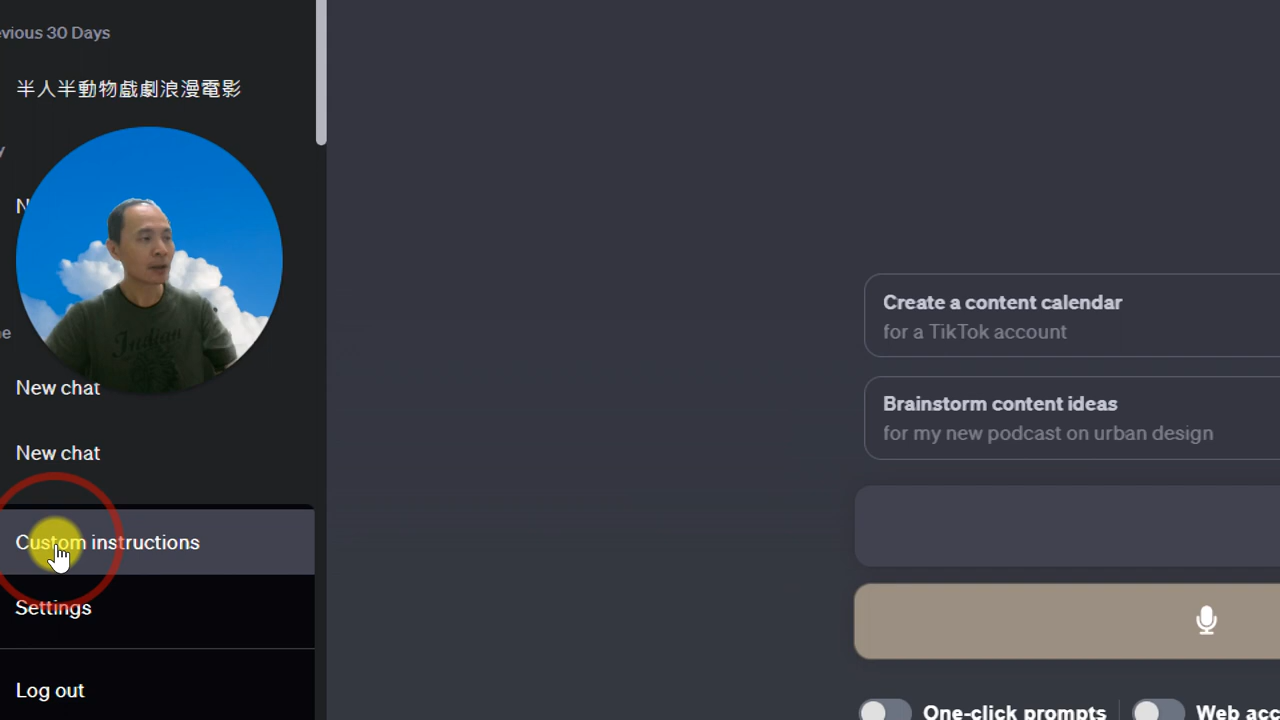 evious 30 Days
半人半動物戲劇浪漫電影
y
N
Indian
e
New chat
New chat
Custom instructions
Settings
Log out
Create a content calendar
for a TikTok account
Brainstorm content ideas
for my new podcast on urban design
One-click prompts
Web acc